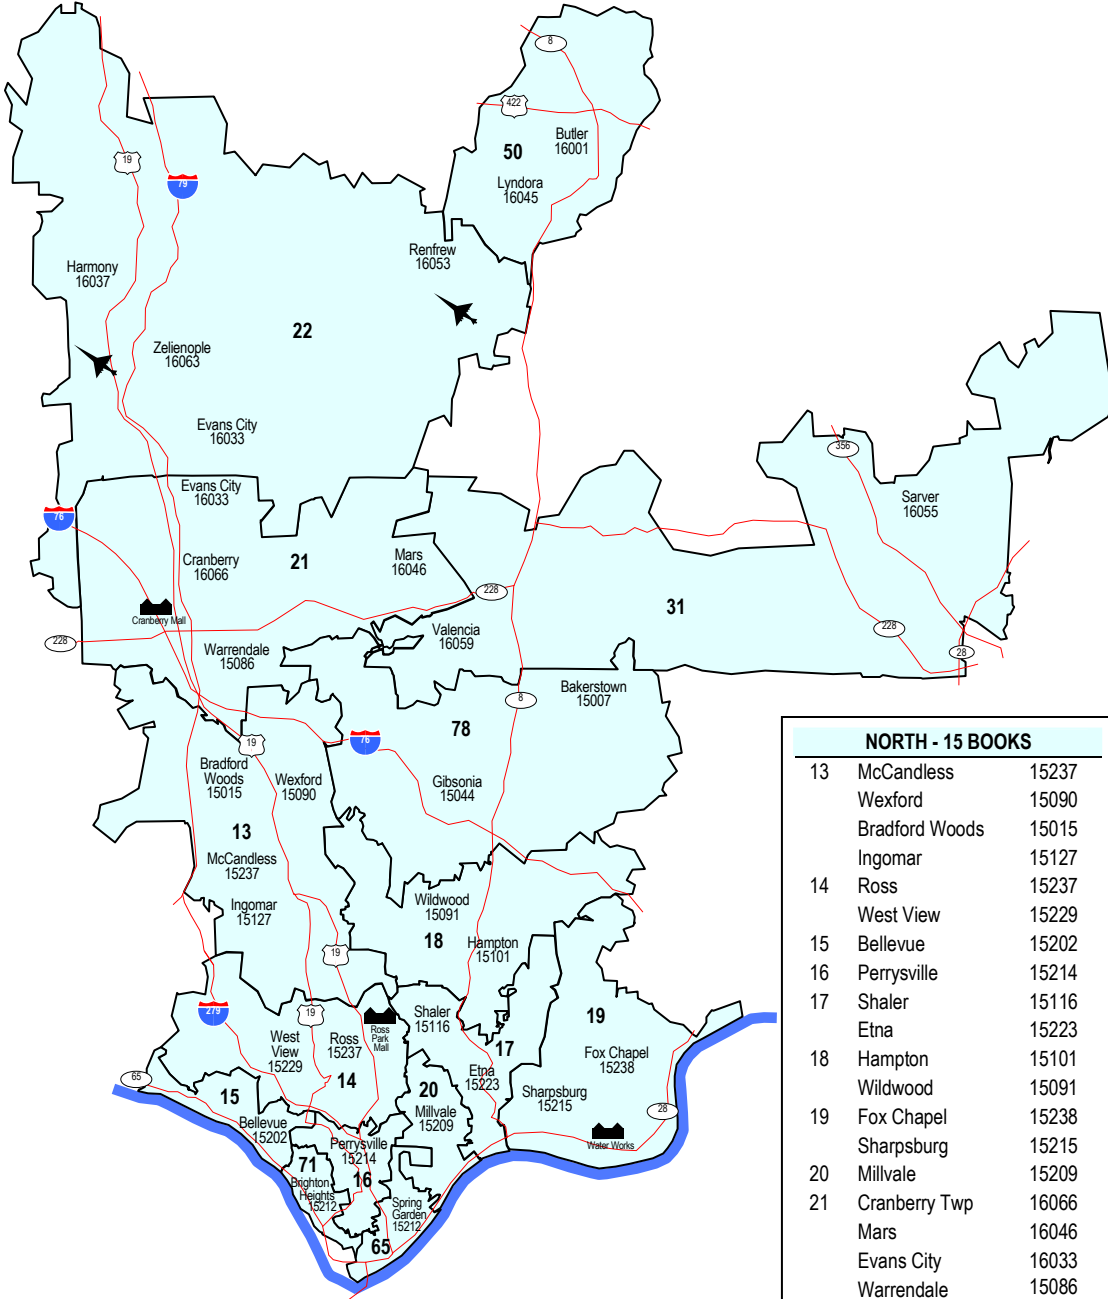 8
422
Butler
16001
50
Lyndora
16045
19
79
Renfrew
16053
Harmony
16037
22
Zelienople
16063
Evans City
16033
356
Evans City
16033
Sarver
16055
76
Cranberry
16066
21
Mars
16046
228
31
Cranberry Mall
228
Valencia
16059
228
28
Warrendale
15086
Bakerstown
15007
8
78
19
76
Bradford
Woods
15015
Wexford
15090
Gibsonia
15044
13
McCandless
15237
Wildwood
15091
Ingomar
15127
18
Hampton
15101
19
279
19
Shaler
15116
19
Ross
Park
Mall
West
View
15229
Ross
15237
17
Fox Chapel
15238
65
14
Etna
15223
15
20
Sharpsburg
15215
28
Millvale
15209
Bellevue
15202
Perrysville
15214
Water Works
71
16
Brighton
Heights
15212
Spring
Garden
15212
65
NORTH - 15 BOOKS
13 McCandless 15237
Wexford 15090
Bradford Woods 15015
Ingomar 15127
14 Ross 15237
West View 15229
15 Bellevue 15202
16 Perrysville 15214
17 Shaler 15116
Etna 15223
18 Hampton 15101
Wildwood 15091
19 Fox Chapel 15238
Sharpsburg 15215
20 Millvale 15209
21 Cranberry Twp 16066
Mars 16046
Evans City 16033
Warrendale 15086